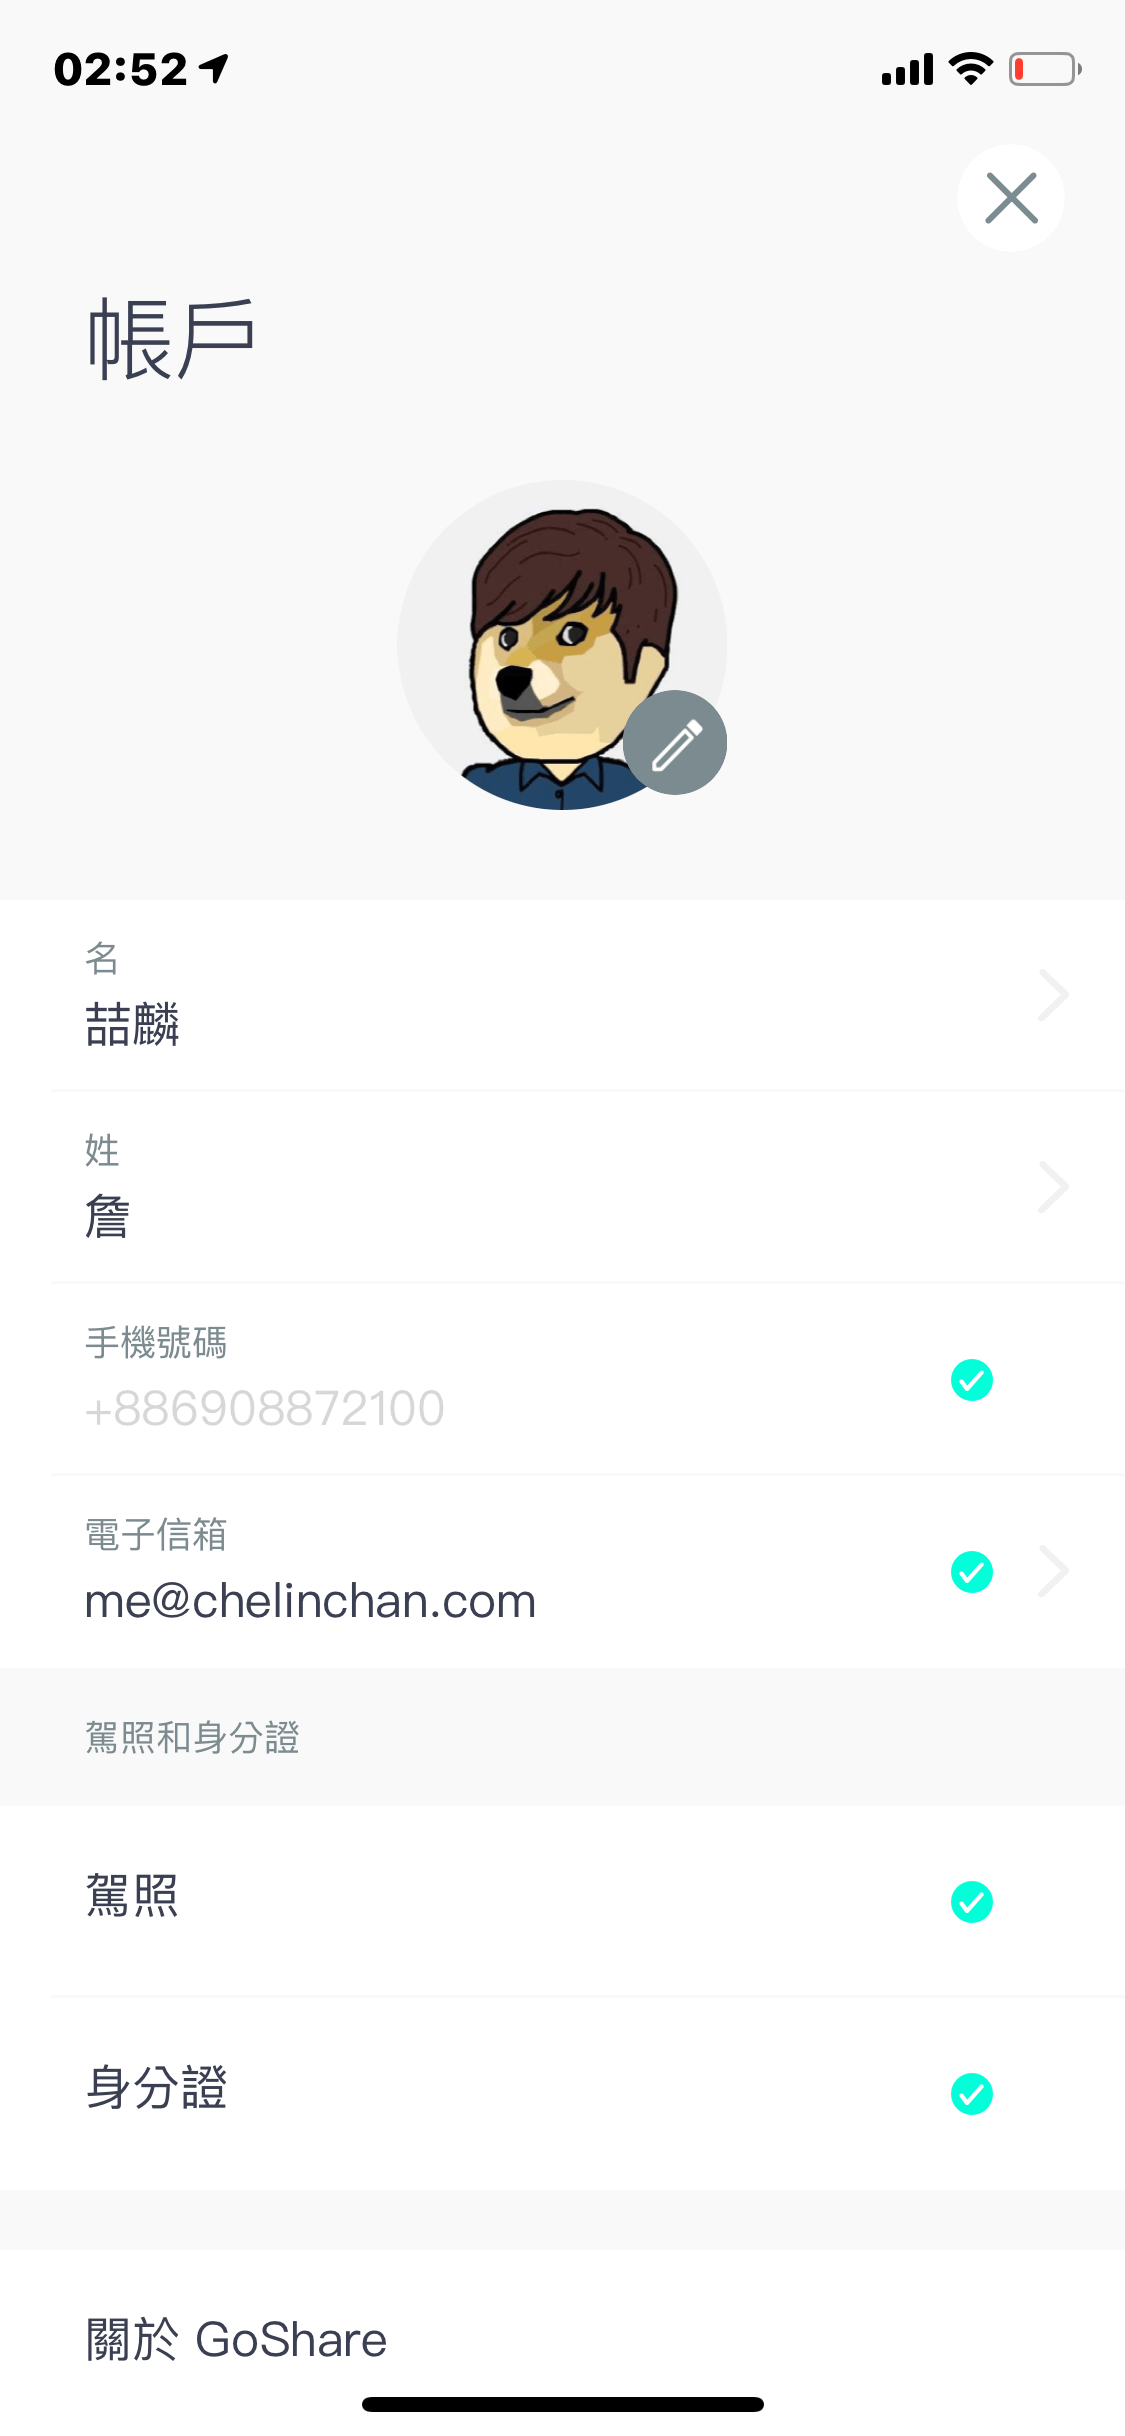 02:52
帳戶
名
喆麟
姓
詹
手機號碼
+886908872100
電子信箱
me@chelinchan.com
駕照和身分證
駕照
身分證
關於 GoShare